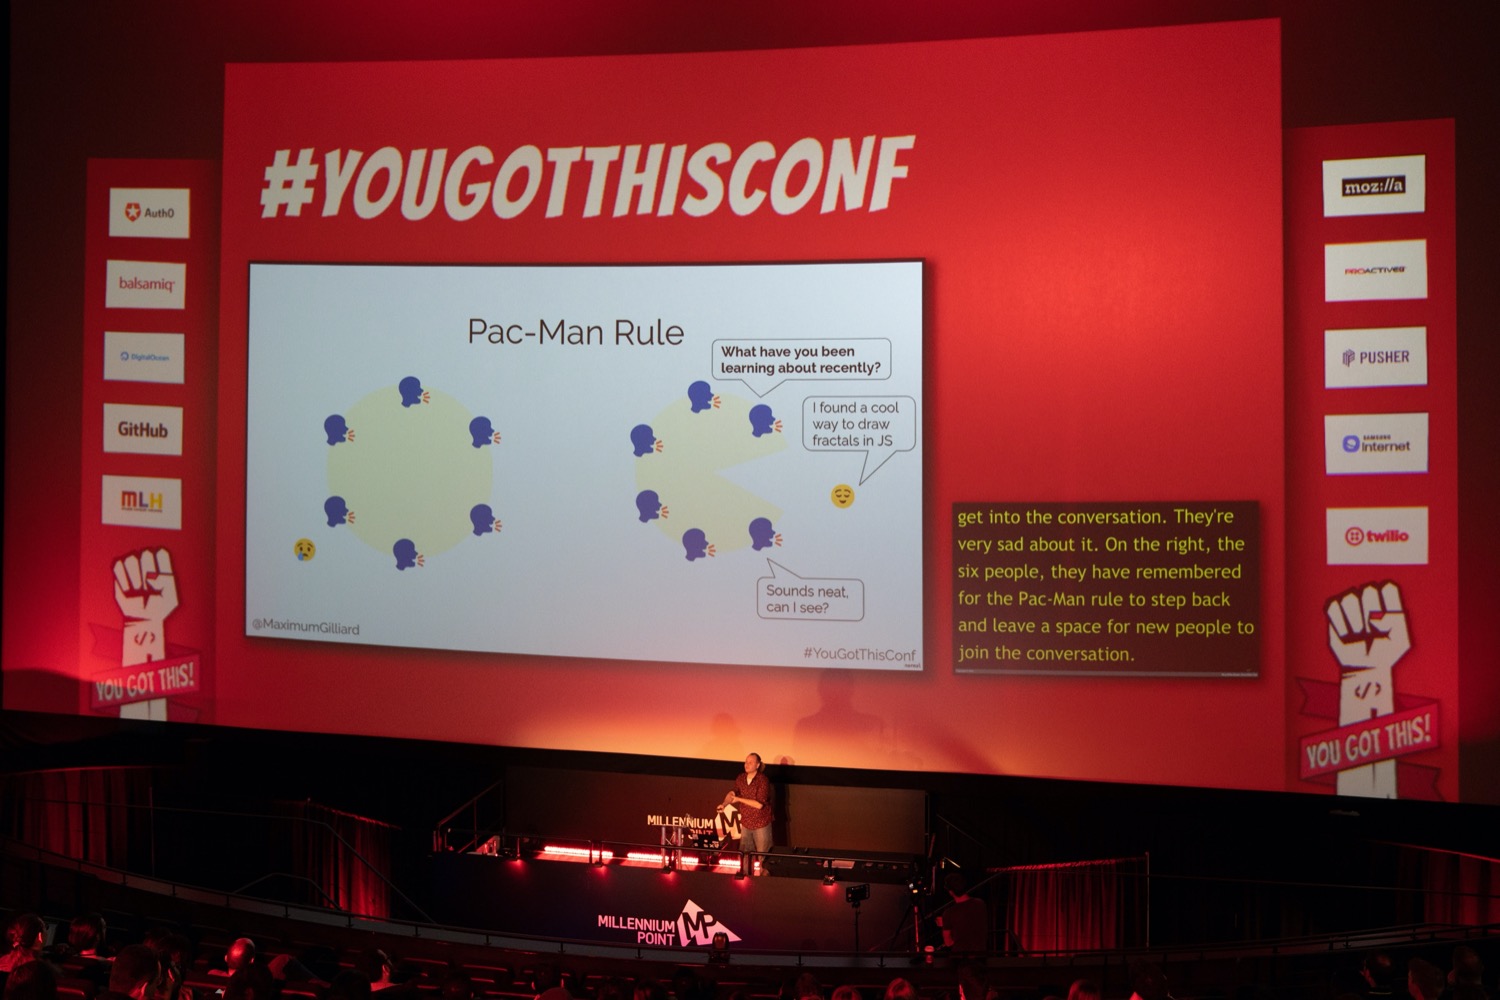 #YOUGOTTHISCONF
Auth0
balsamiq
DigitalOcean
GitHub
MLH
YOU GOT THIS!
Pac-Man Rule
What have you been
learning about recently?
I found a cool
way to draw
fractals in JS
Sounds neat,
can I see?
@MaximumGilliard
#YouGotThisConf
get into the conversation. They're
very sad about it. On the right, the
six people, they have remembered
for the Pac-Man rule to step back
and leave a space for new people to
join the conversation.
moz://a
PROACTIVE
PUSHER
SAMSUNG
Internet
twilio
</>
YOU GOT THIS!
MILLENNIUM
POINT
MP
MILLENNIUM
POINT
MP